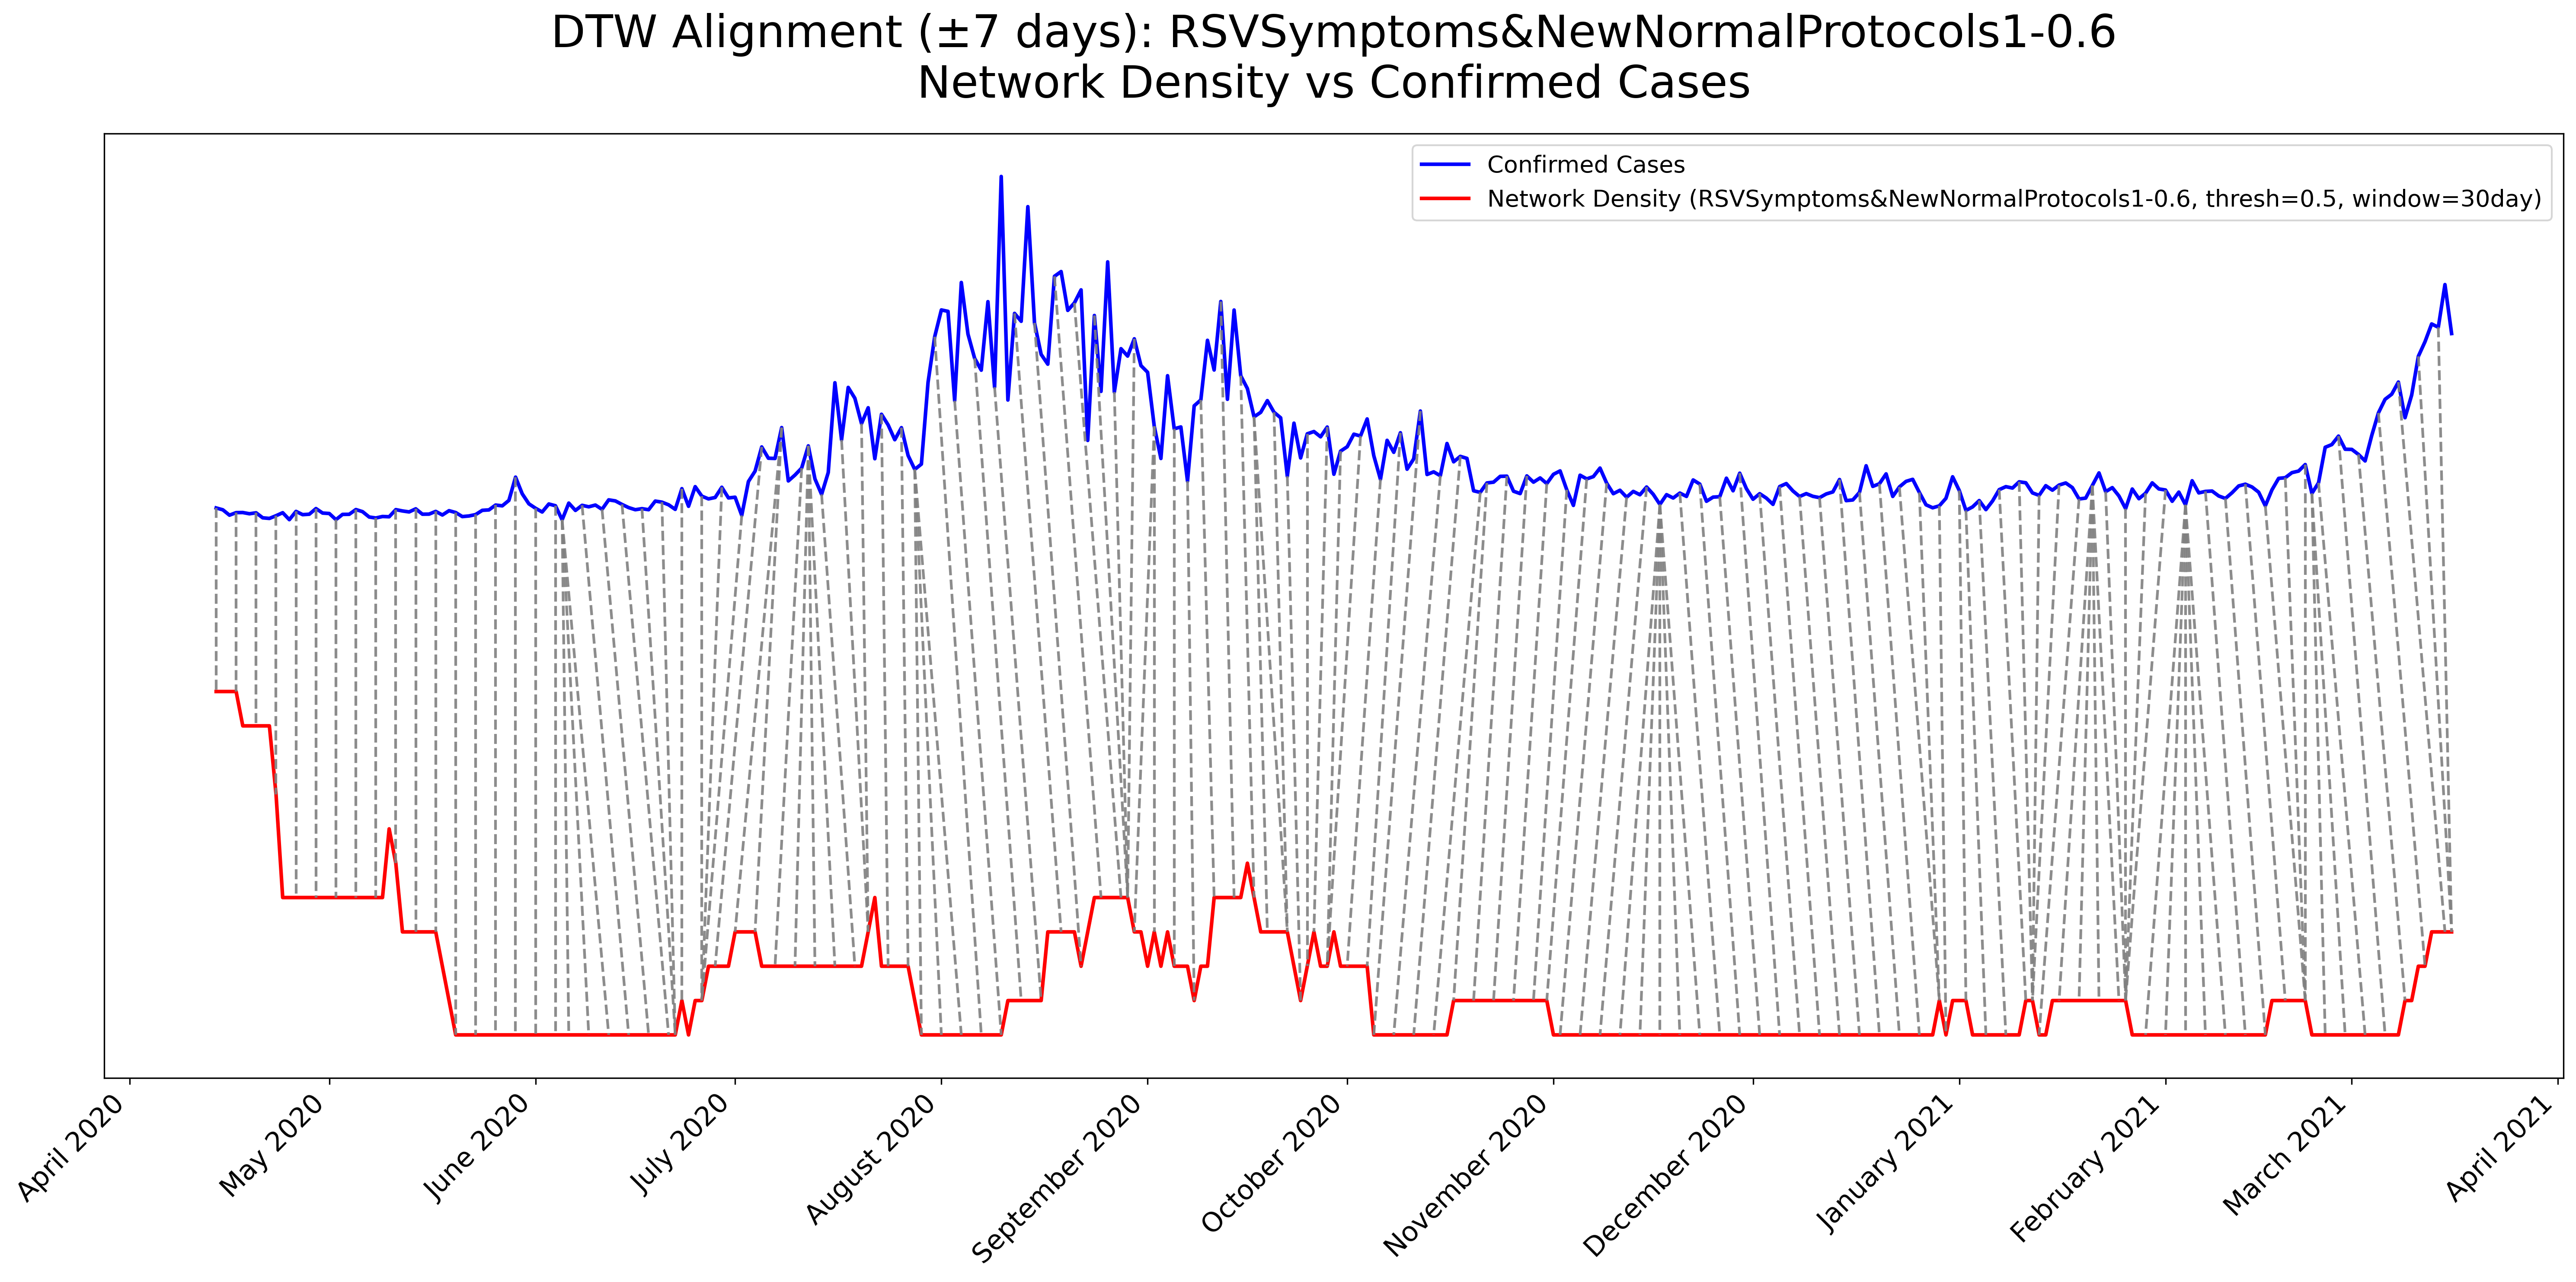 DTW Alignment (±7 days): RSVSymptoms&NewNormalProtocols1-0.6
Network Density vs Confirmed Cases
Confirmed Cases
Network Density (RSVSymptoms&NewNormalProtocols1-0.6, thresh=0.5, window=30day)
April 2020
May 2020
June 2020
July 2020
August 2020
September 2020
October 2020
November 2020
December 2020
January 2021
February 2021
March 2021
April 2021